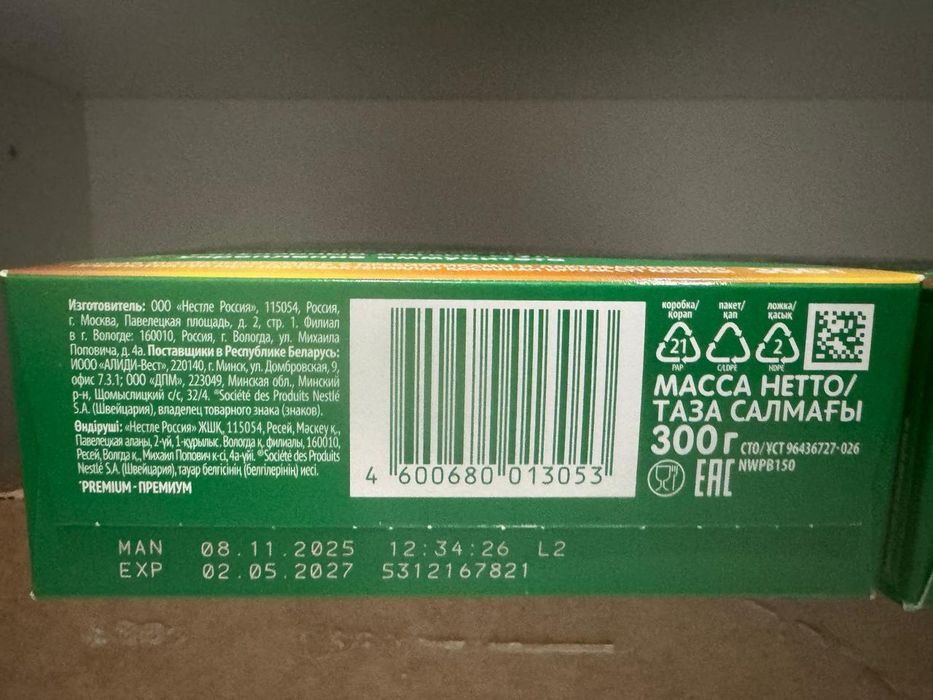 Изготовитель: ООО «Нестле Россия», 115054, Россия,
г. Москва, Павелецкая площадь, д. 2, стр. 1. Филиал
в г. Вологде: 160010, Россия, г. Вологда, ул. Михаила
Поповича, д. 4а. Поставщики в Республике Беларусь:
ИООО «АЛИДИ-Вест», 220140, г. Минск, ул. Домбровская, 9,
офис 7.3.1; ООО «ДПМ», 223049, Минская обл., Минский
р-н, Щомыслицкий с/с, 32/4. ®Société des Produits Nestlé
S.A. (Швейцария), владелец товарного знака (знаков).
Өндіруші: «Нестле Россия» ЖШҚ, 115054, Ресей, Мәскеу қ.,
Павелецкая алаңы, 2-үй, 1-құрылыс. Вологда қ. филиалы, 160010,
Ресей, Волгда қ., Михаил Попович к-сі, 4а-үйі. ®Société des Produits
Nestlé S.A. (Швейцария), тауар белгісінің (белгілерінің) иесі.
*PREMIUM - ПРЕМИУМ
4 600680 013053
коробка/ қорап
21
PAP
пакет/ қап
C/LDPE
ложка/ қасық
2
HDPE
МАССА НЕТТО/
ТАЗА САЛМАҒЫ
300 г СТО/ҰСТ 96436727-026
NWPB150
EAC
MAN 08.11.2025 12:34:26 L2
EXP 02.05.2027 5312167821